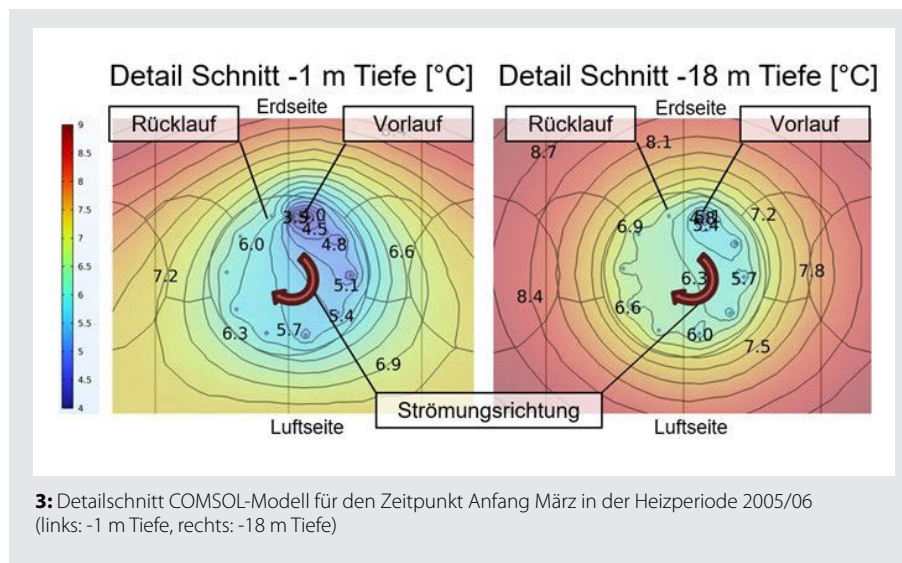 Detail Schnitt -1 m Tiefe [°C]
Detail Schnitt -18 m Tiefe [°C]
Erdseite
Erdseite
Rücklauf
Vorlauf
Rücklauf
Vorlauf
9
8.5
8
7.5
7
6.5
6
5.5
5
4.5
4
4.5
6.0
4.8
6.6
7.2
5.1
5.4
6.3
5.7
6.9
8.1
8.7
7.2
6.9
5.4
6.3
5.7
7.8
8.4
6.6
6.0
7.5
Strömungsrichtung
Luftseite
Luftseite
3: Detailschnitt COMSOL-Modell für den Zeitpunkt Anfang März in der Heizperiode 2005/06
(links: -1 m Tiefe, rechts: -18 m Tiefe)